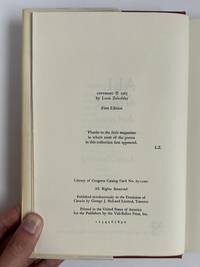 COPYRIGHT © 1965
by Louis Zukofsky
First Edition
Thanks to the little magazines
in which most of the poems
in this collection first appeared.
L.Z.
Library of Congress Catalog Card No.
All Rights Reserved
Published simultaneously in the Dominion of
Canada by George J. McLeod Limited, Toronto
Printed in the United States of America
for the Publishers by the Vail-Ballou Press, Inc.
1234567890